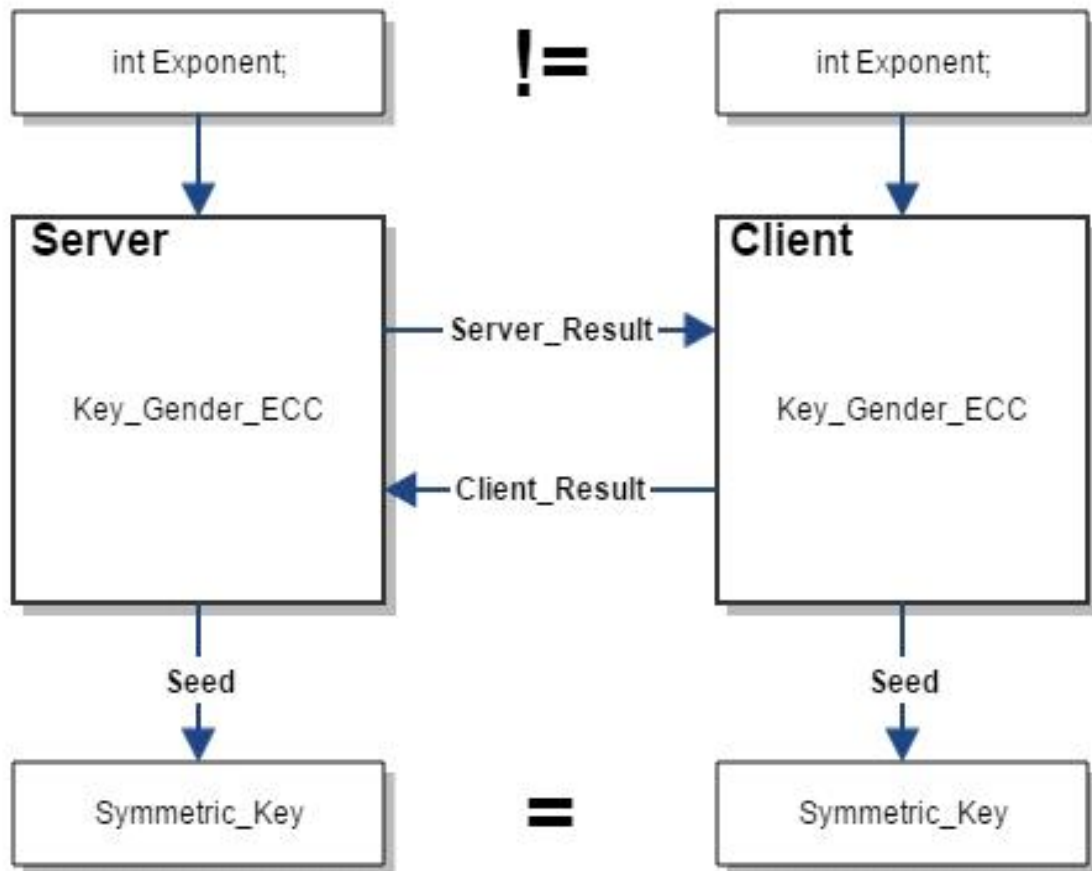 int Exponent;
!=
int Exponent;
Server
Client
Server_Result
Key_Gender_ECC
Key_Gender_ECC
Client_Result
Seed
Seed
Symmetric_Key
=
Symmetric_Key